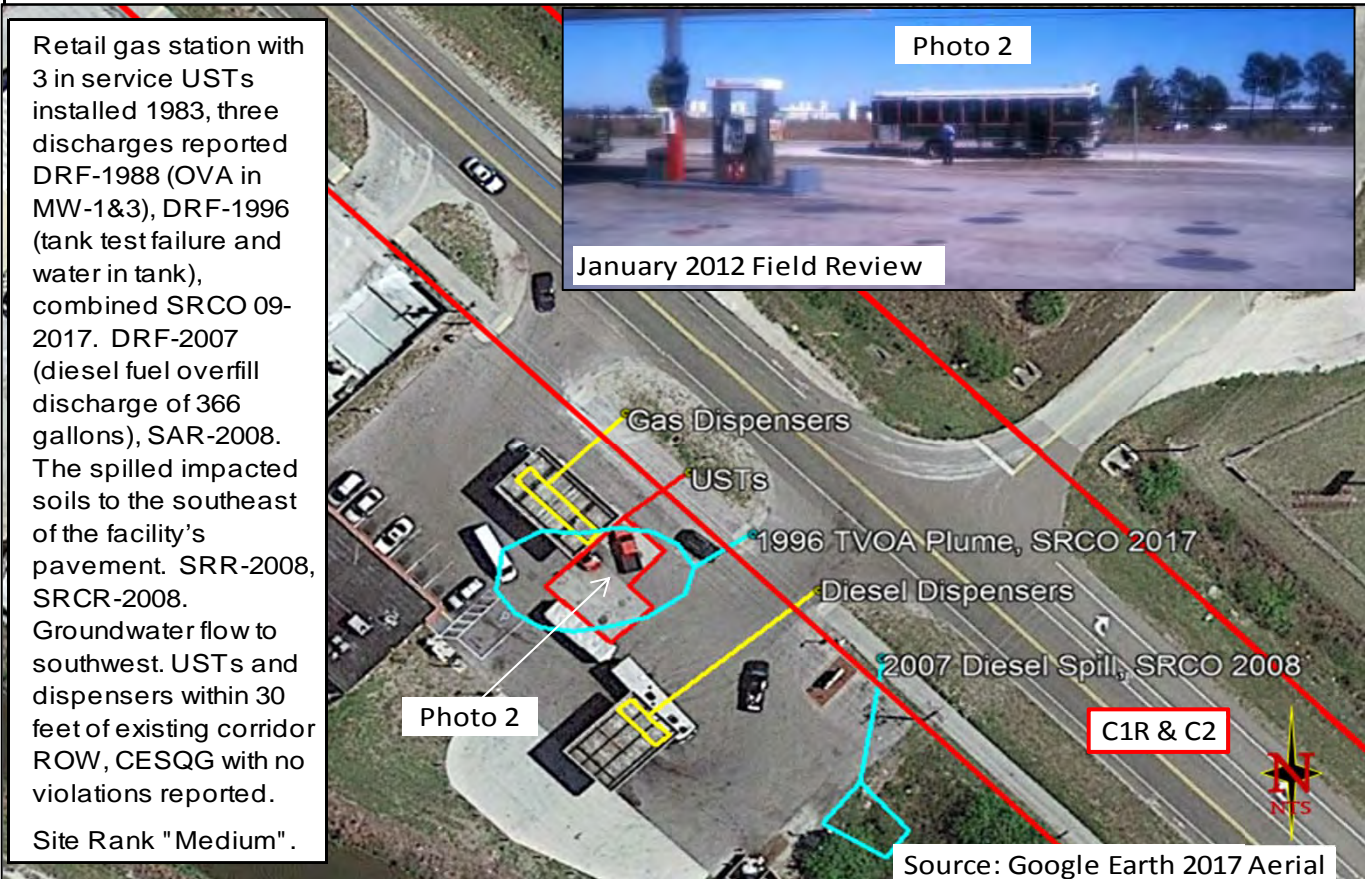 Retail gas station with
3 in service USTs
installed 1983, three
discharges reported
DRF-1988 (OVA in
MW-1&3), DRF-1996
(tank test failure and
water in tank),
combined SRCO 09-
2017. DRF-2007
(diesel fuel overfill
discharge of 366
gallons), SAR-2008.
The spilled impacted
soils to the southeast
of the facility's
pavement. SRR-2008,
SRCR-2008.
Groundwater flow to
southwest. USTs and
dispensers within 30
feet of existing corridor
ROW, CESQG with no
violations reported.
Site Rank "Medium".
Photo 2
January 2012 Field Review
Gas Dispensers
USTs
1996 TVOA Plume, SRCO 2017
Diesel Dispensers
2007 Diesel Spill, SRCO 2008
Photo 2
C1R & C2
N
NTS
Source: Google Earth 2017 Aerial